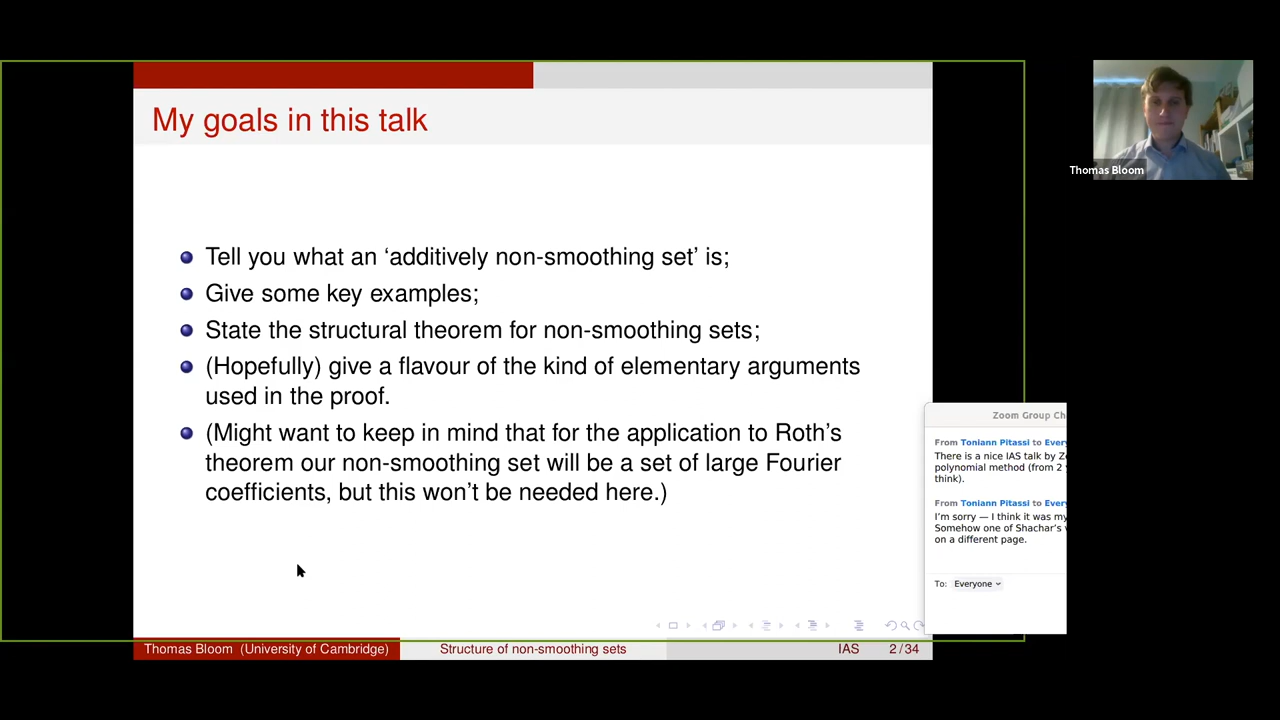 My goals in this talk
Tell you what an ‘additively non-smoothing set’ is;
Give some key examples;
State the structural theorem for non-smoothing sets;
(Hopefully) give a flavour of the kind of elementary arguments
used in the proof.
(Might want to keep in mind that for the application to Roth’s
theorem our non-smoothing set will be a set of large Fourier
coefficients, but this won’t be needed here.)
Thomas Bloom (University of Cambridge)
Structure of non-smoothing sets
IAS
2 / 34
Thomas Bloom
Zoom Group Ch
From Toniann Pitassi to Every
There is a nice IAS talk by Z
polynomial method (from 2
think).
From Toniann Pitassi to Every
I’m sorry — I think it was my
Somehow one of Shachar’s
on a different page.
To: Everyone